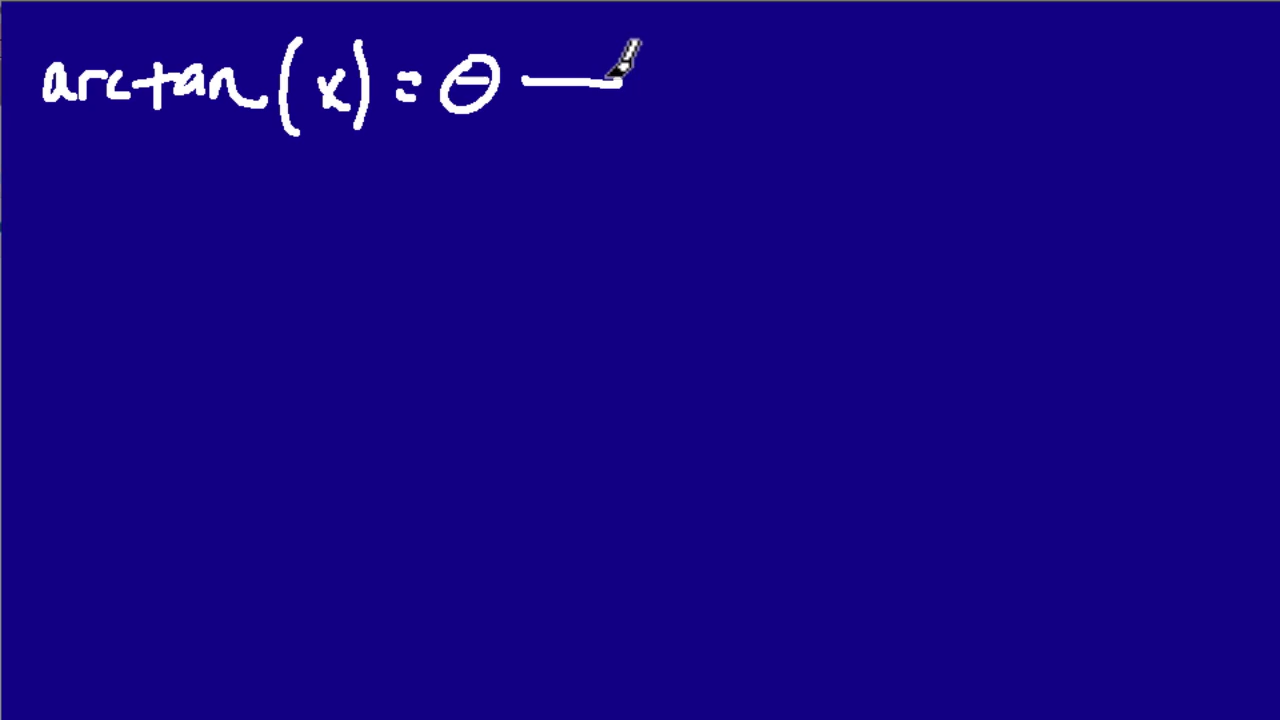 arctan(x) = θ —